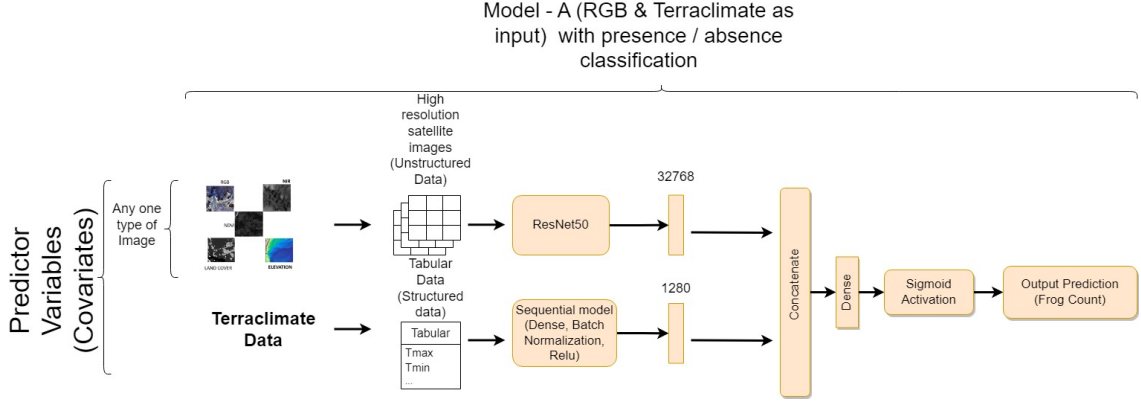 Model - A (RGB & Terraclimate as
input)  with presence / absence
classification
Predictor
Variables
(Covariates)
Any one
type of
Image
RGB
NIR
NDVI
LAND COVER
ELEVATION
Terraclimate
Data
High
resolution
satellite
images
(Unstructured
Data)
Tabular
Data
(Structured
data)
Tabular
Tmax
Tmin
...
ResNet50
32768
Sequential model
(Dense, Batch
Normalization,
Relu)
1280
Concatenate
Dense
Sigmoid
Activation
Output Prediction
(Frog Count)